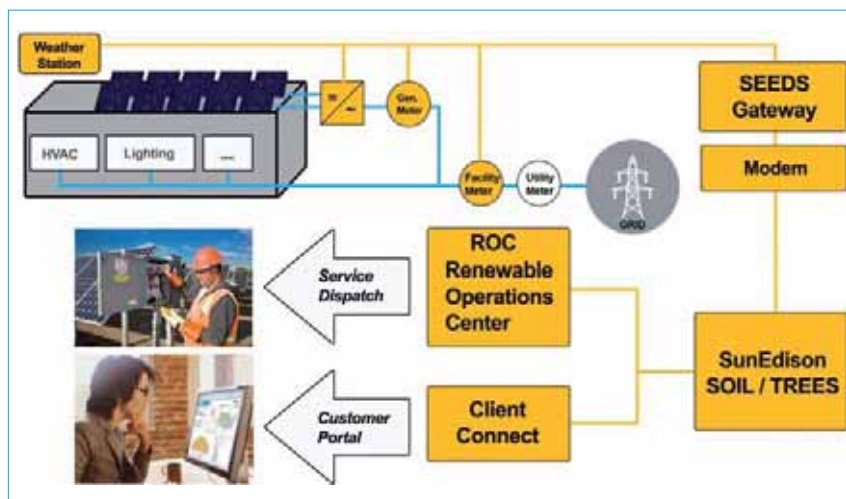 Weather
Station
SEEDS
Gateway
Gen.
Meter
HVAC
Lighting
....
Modem
Facility
Meter
Utility
Meter
GRID
ROC
Renewable
Operations
Center
Service
Dispatch
SunEdison
SOIL / TREES
Client
Connect
Customer
Portal